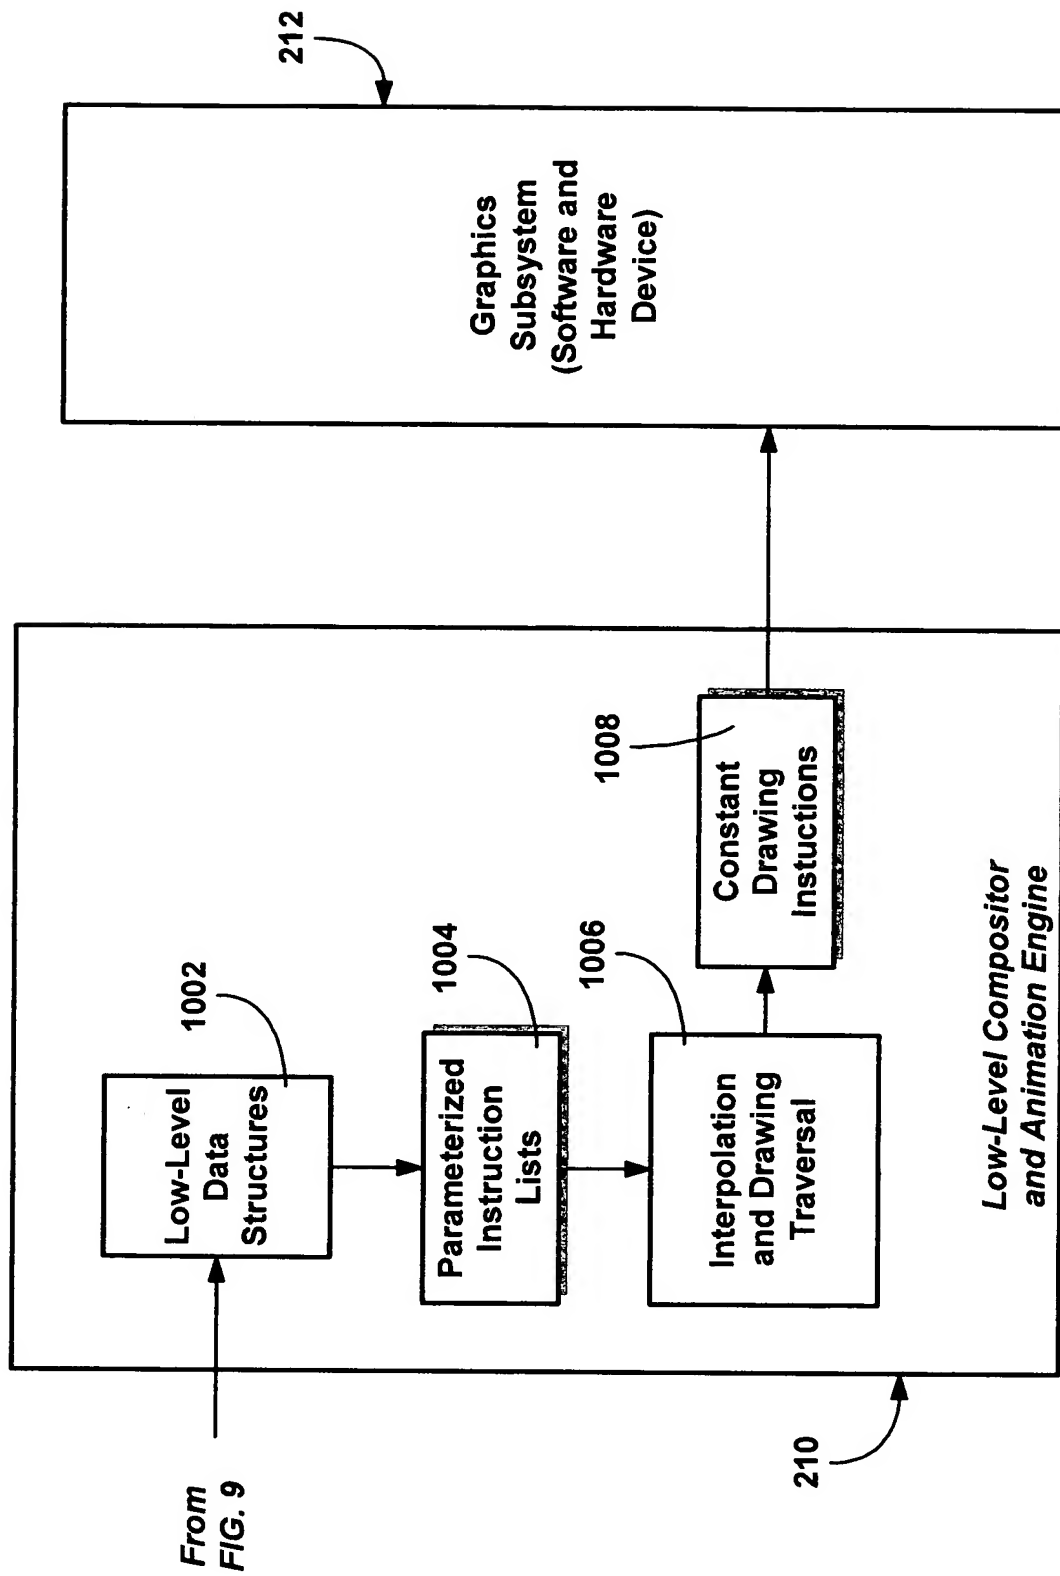 From
FIG. 9
Low-Level
Data
Structures
1002
Parameterized
Instruction
Lists
1004
Interpolation
and Drawing
Traversal
1006
Constant
Drawing
Instuctions
1008
210
Low-Level Compositor
and Animation Engine
Graphics
Subsystem
(Software and
Hardware
Device)
212